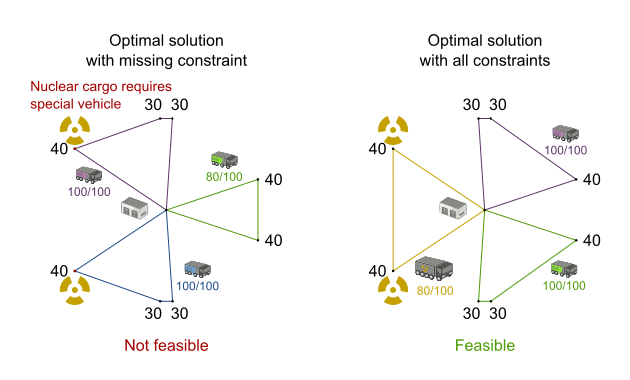 Optimal solution
with missing constraint
Nuclear cargo requires
special vehicle
30 30
40
100/100
80/100
40
40
40
100/100
30 30
Not feasible
Optimal solution
with all constraints
30 30
40
100/100
40
40
40
80/100
100/100
30 30
Feasible